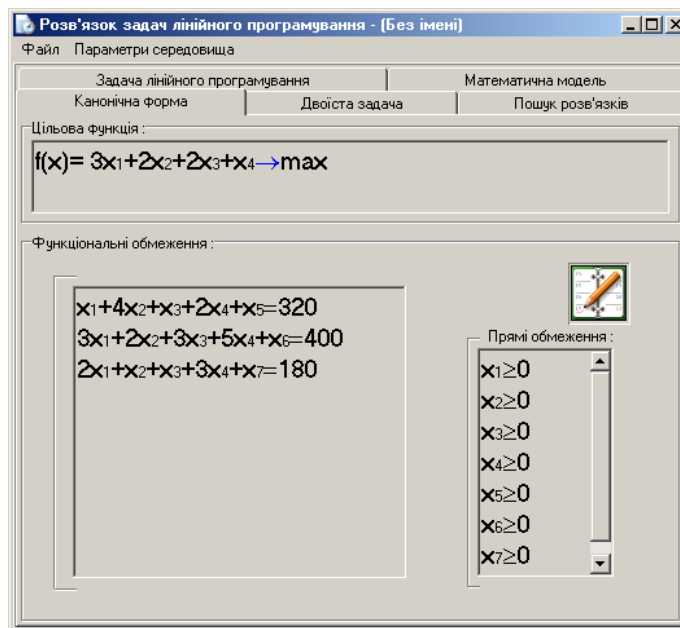 Розв'язок задач лінійного програмування - (Без імені)
Файл Параметри середовища
Задача лінійного програмування Математична модель
Канонічна форма Двоїста задача Пошук розв'язків
Цільова функція :
f(x)= 3x₁+2x₂+2x₃+x₄→max
Функціональні обмеження :
x₁+4x₂+x₃+2x₄+x₅=320
3x₁+2x₂+3x₃+5x₄+x₆=400
2x₁+x₂+x₃+3x₄+x₇=180
Прямі обмеження :
x₁≥0
x₂≥0
x₃≥0
x₄≥0
x₅≥0
x₆≥0
x₇≥0